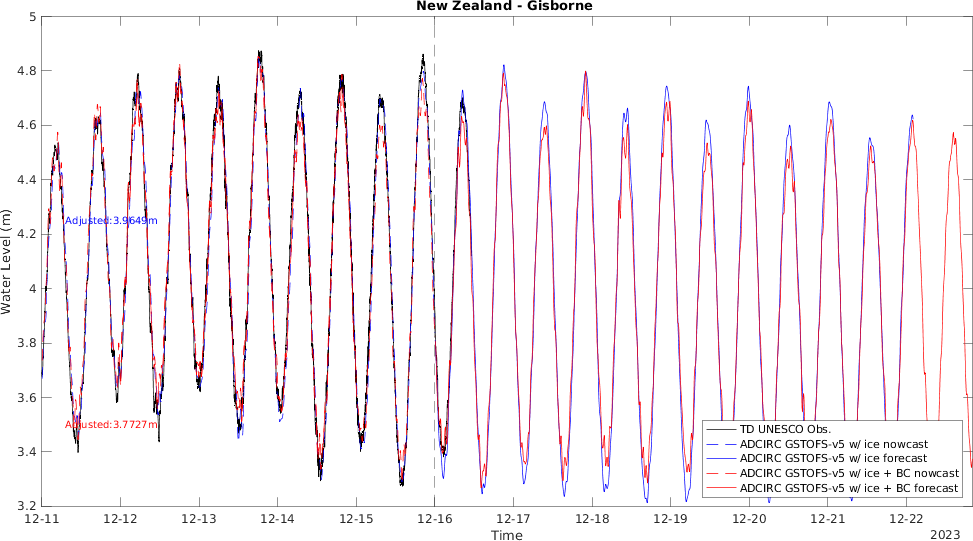 New Zealand - Gisborne
5
4.8
4.6
4.4
4.2
4
3.8
3.6
3.4
3.2
Water Level (m)
Adjusted:3.9649m
Adjusted:3.7727m
TD UNESCO Obs.
ADCIRC GSTOFS-v5 w/ ice nowcast
ADCIRC GSTOFS-v5 w/ ice forecast
ADCIRC GSTOFS-v5 w/ ice + BC nowcast
ADCIRC GSTOFS-v5 w/ ice + BC forecast
12-11 12-12 12-13 12-14 12-15 12-16 12-17 12-18 12-19 12-20 12-21 12-22
Time
2023